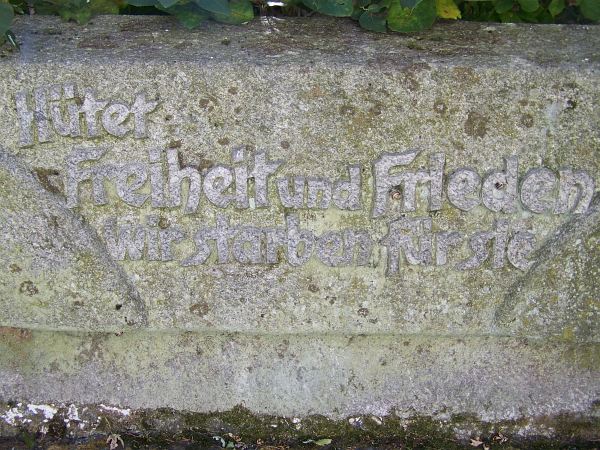 Hütet
Freiheit und Frieden
wir starben für sie